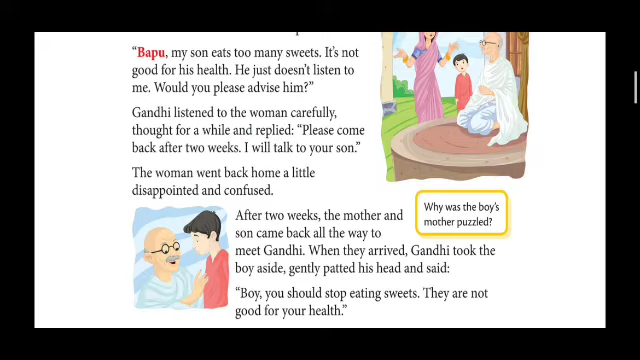 "Bapu, my son eats too many sweets. It's not
good for his health. He just doesn't listen to
me. Would you please advise him?"
Gandhi listened to the woman carefully,
thought for a while and replied: "Please come
back after two weeks. I will talk to your son."
The woman went back home a little
disappointed and confused.
Why was the boy's
mother puzzled?
After two weeks, the mother and
son came back all the way to
meet Gandhi. When they arrived, Gandhi took the
boy aside, gently patted his head and said:
"Boy, you should stop eating sweets. They are not
good for your health."